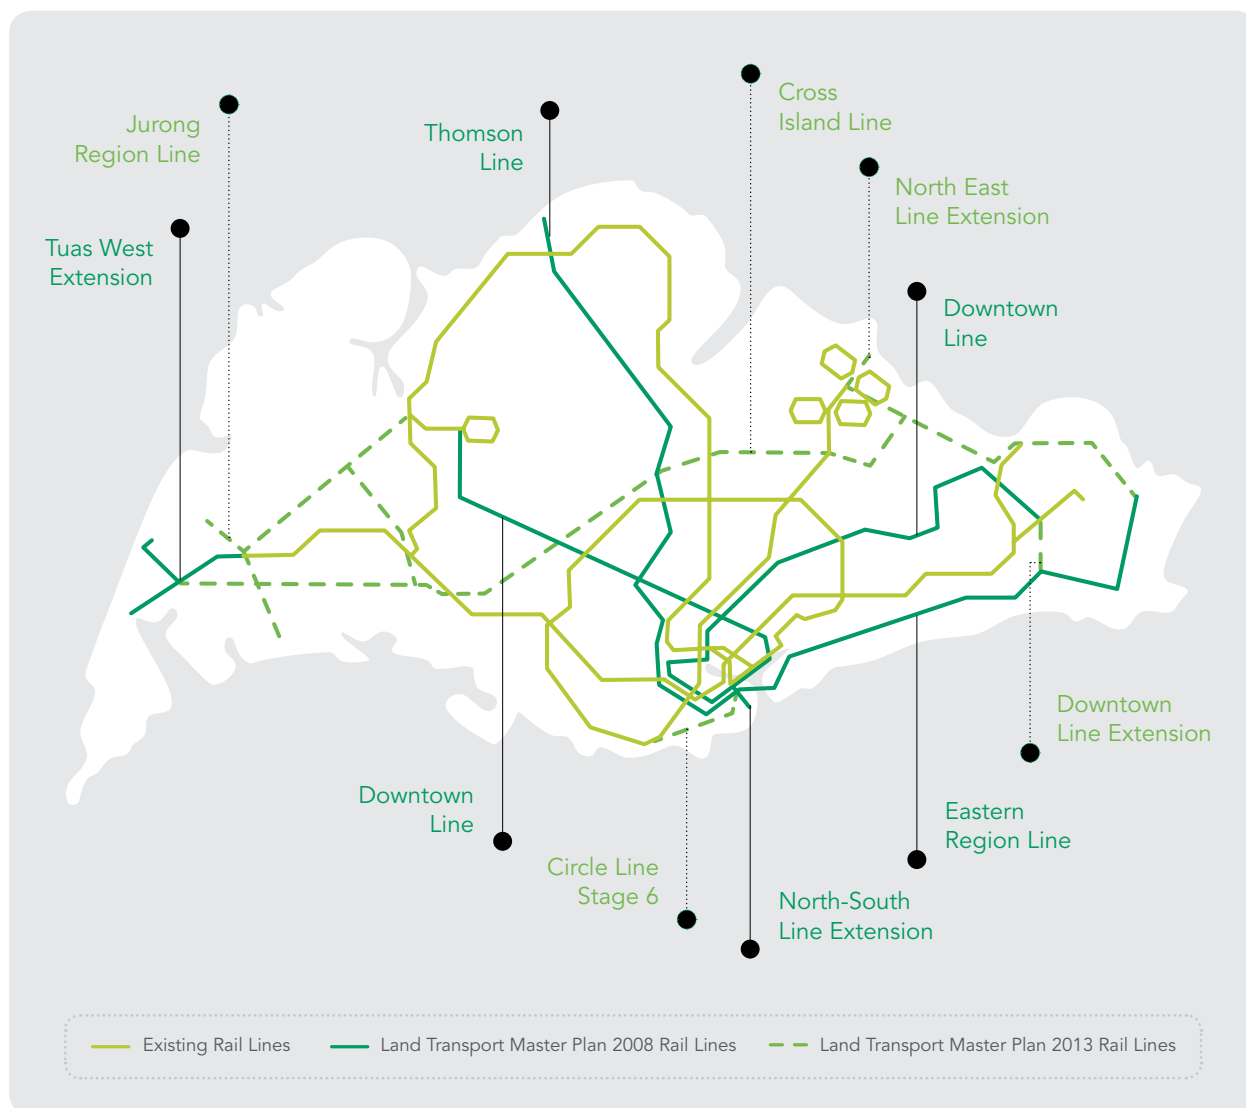 Jurong
Region Line
Thomson
Line
Cross
Island Line
North East
Line Extension
Tuas West
Extension
Downtown
Line
Downtown
Line Extension
Downtown
Line
Eastern
Region Line
Circle Line
Stage 6
North-South
Line Extension
Existing Rail Lines
Land Transport Master Plan 2008 Rail Lines
Land Transport Master Plan 2013 Rail Lines